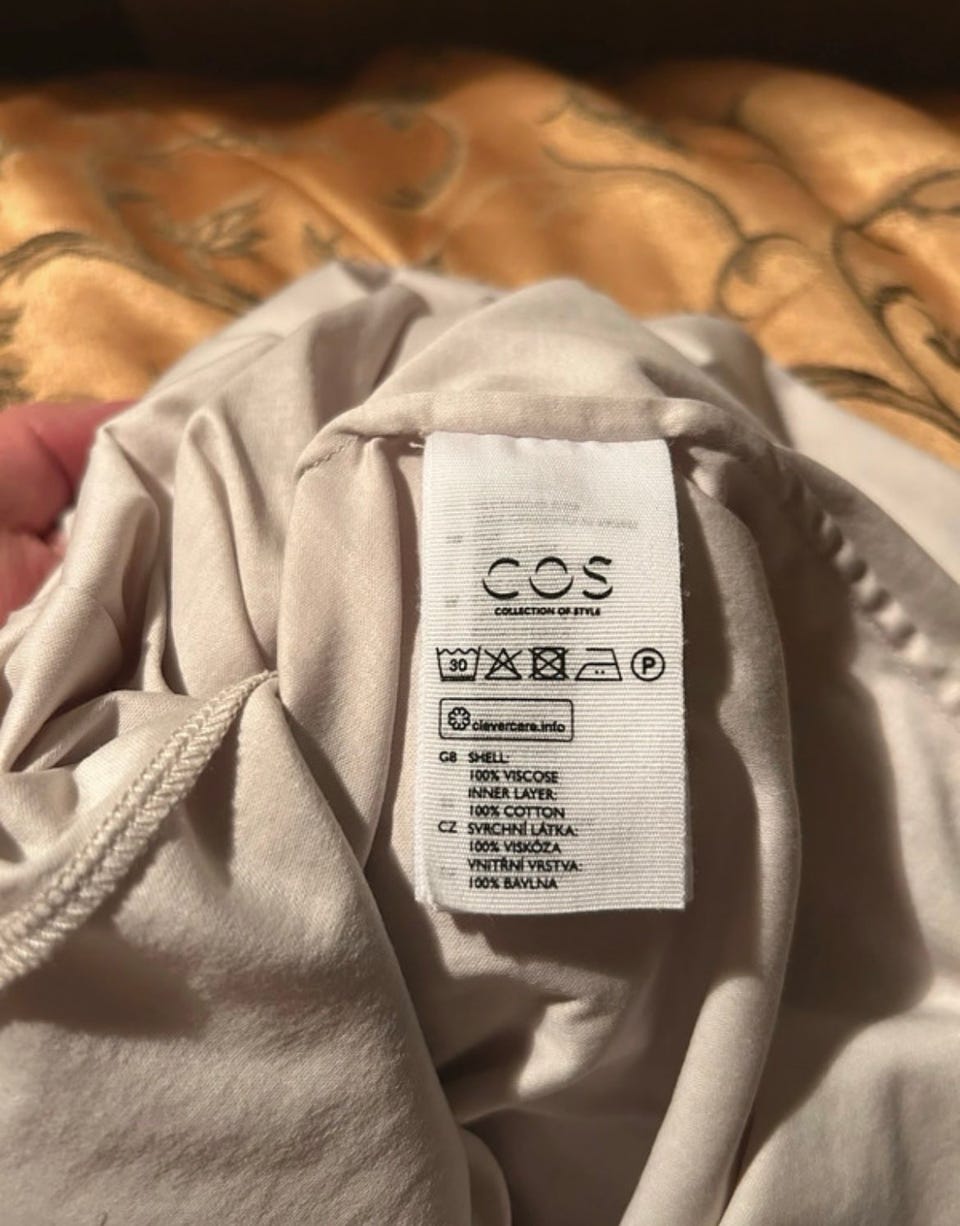 COS
COLLECTION OF STYLE
30
P
clevercare.info
GB SHELL:
100% VISCOSE
INNER LAYER:
100% COTTON
CZ SVRCHNÍ LÁTKA:
100% VISKÓZA
VNITŘNÍ VRSTVA:
100% BAVLNA